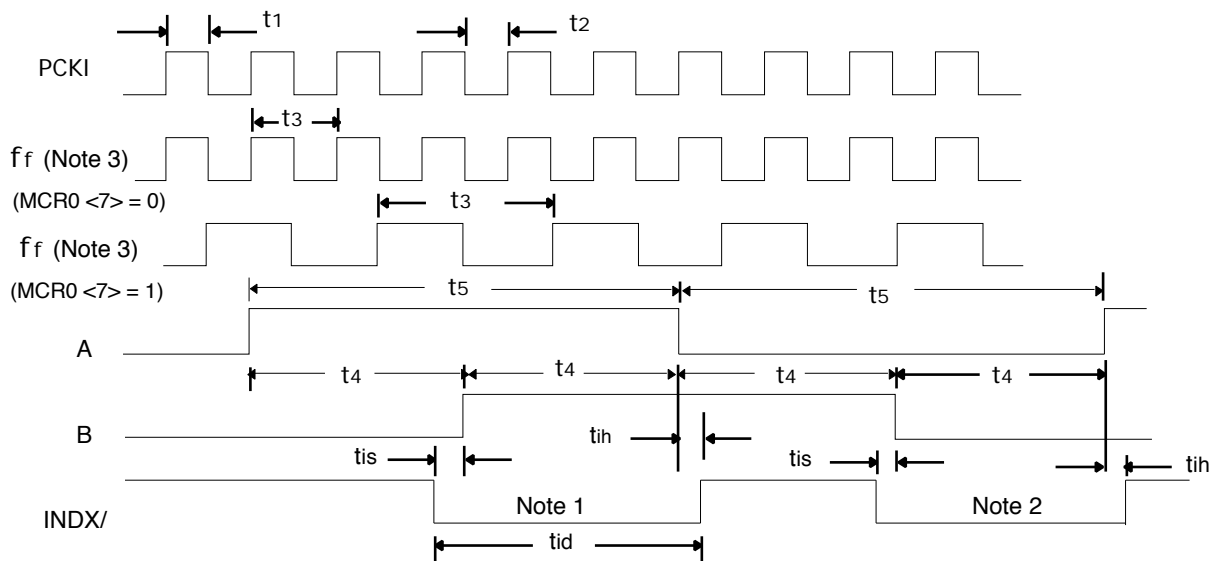 t1
t2
PCKI
t3
ff (Note 3)
(MCR0 <7> = 0)
t3
ff (Note 3)
(MCR0 <7> = 1)
t5
t5
A
t4
t4
t4
t4
B
tih
tis
tis
tih
INDX/
Note 1
Note 2
tid